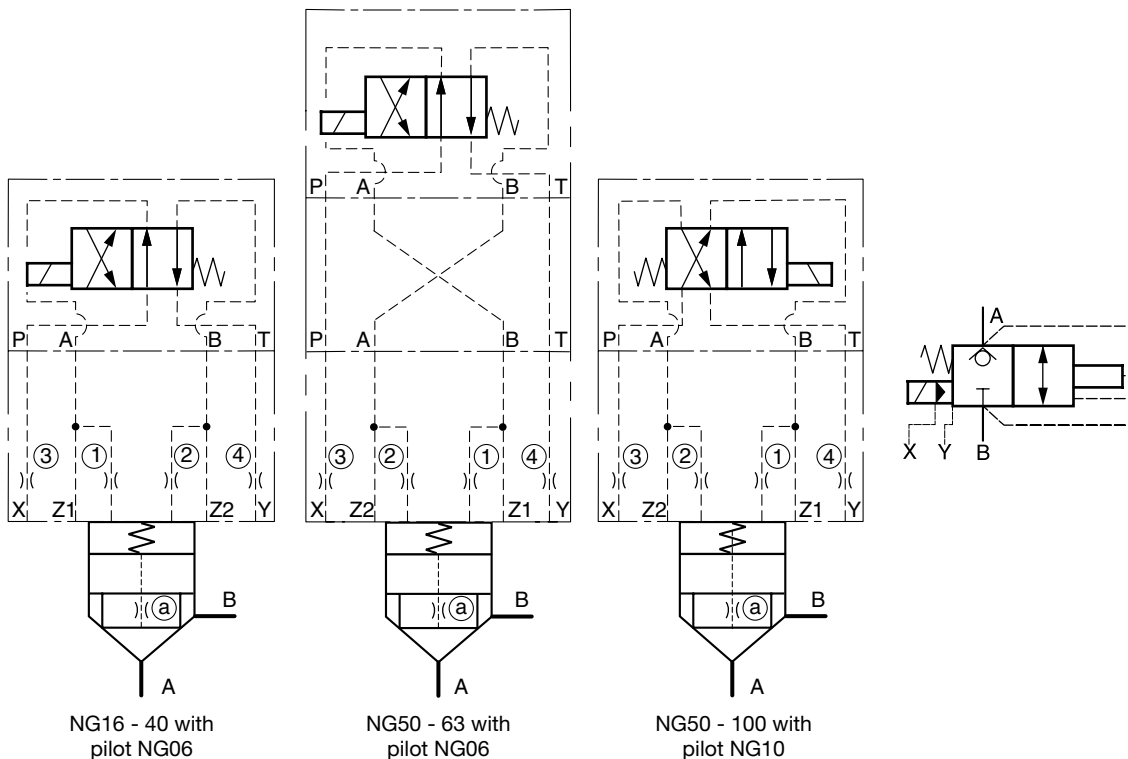 P A B T
③ ② ① ④
X Z2 Z1 Y
ⓐ
B
A
NG50 - 63 with
pilot NG06
P A B T
③ ① ② ④
X Z1 Z2 Y
ⓐ
B
A
NG16 - 40 with
pilot NG06
P A B T
A B
③ ② ① ④
X Z2 Z1 Y
ⓐ
B
A
NG50 - 100 with
pilot NG10
A
X Y B